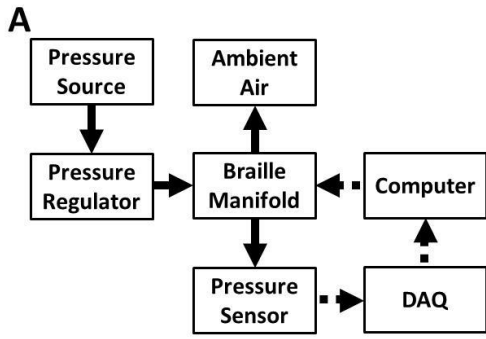 A
Pressure
Source
Ambient
Air
Pressure
Regulator
Braille
Manifold
Computer
Pressure
Sensor
DAQ